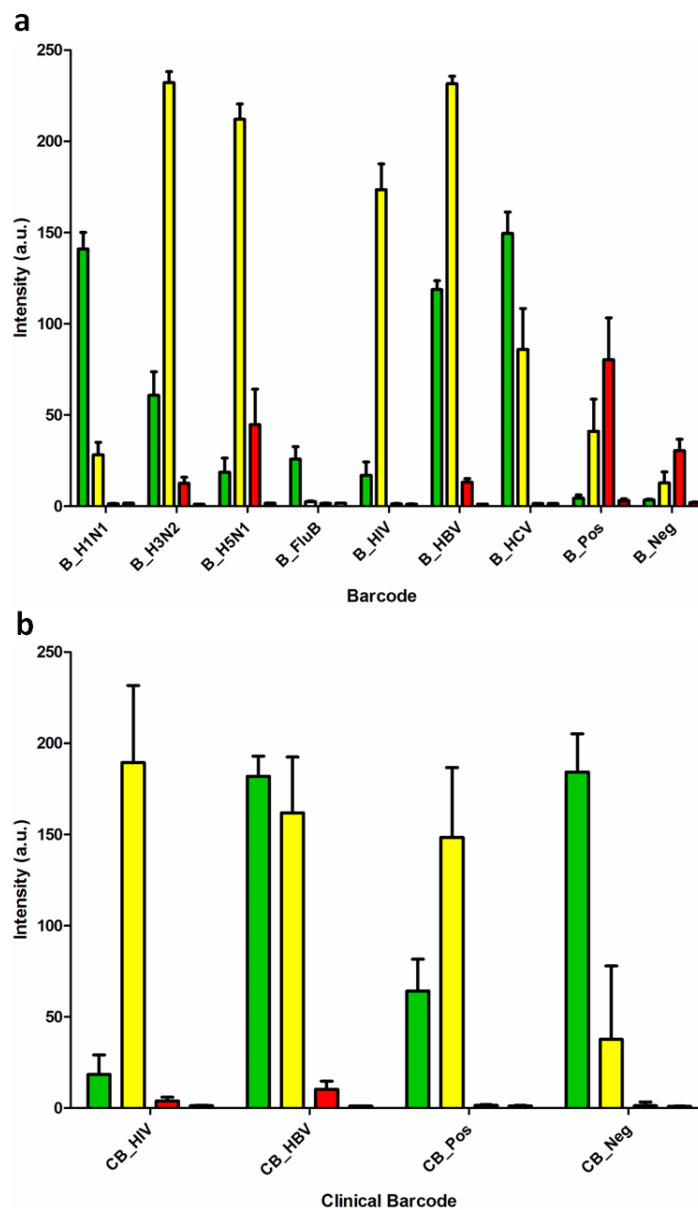 a
250
200
150
100
50
0
Intensity (a.u.)
B_H1N1
B_H3N2
B_H5N1
B_FluB
B_HIV
B_HBV
B_HCV
B_Pos
B_Neg
Barcode
b
250
200
150
100
50
0
Intensity (a.u.)
CB_HIV
CB_HBV
CB_Pos
CB_Neg
Clinical Barcode